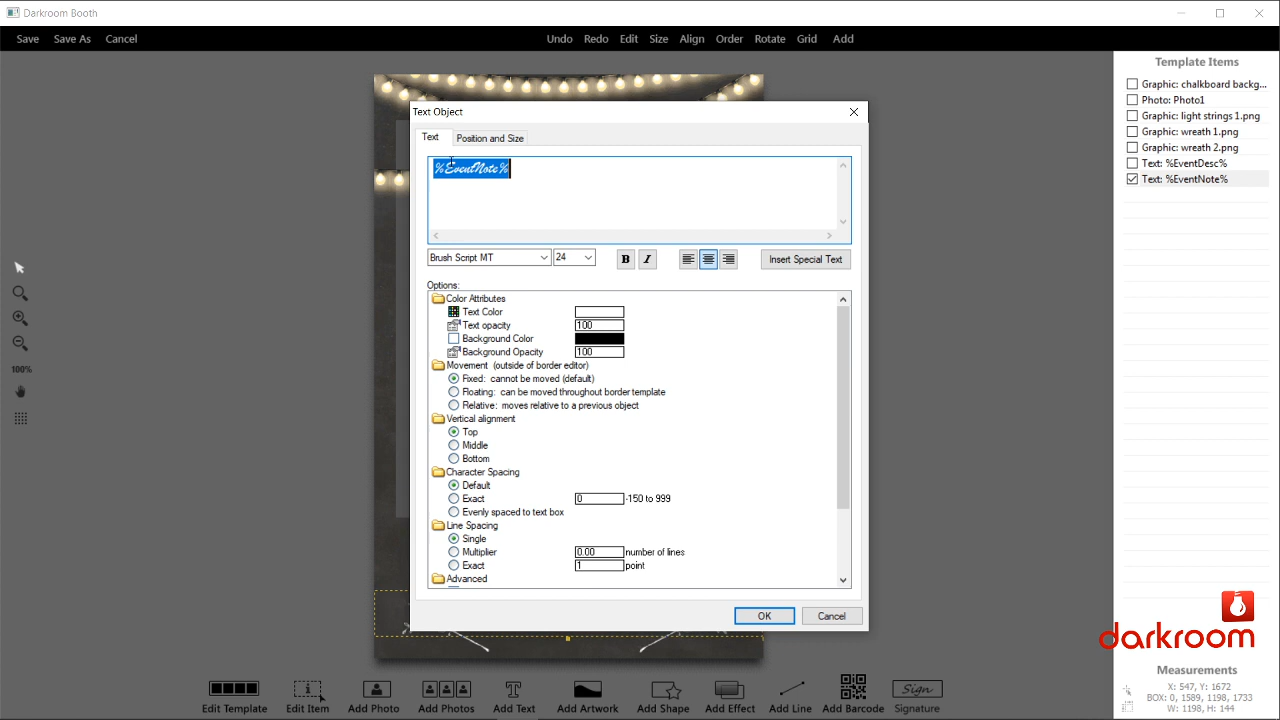 Darkroom Booth
Save Save As Cancel
Undo Redo Edit Size Align Order Rotate Grid Add
Template Items
Graphic: chalkboard backg...
Photo: Photo1
Graphic: light strings 1.png
Graphic: wreath 1.png
Graphic: wreath 2.png
Text: %EventDesc%
Text: %EventNote%
Text Object
Text Position and Size
%EventNote%
Brush Script MT 24 B I Insert Special Text
Options:
Color Attributes
Text Color
Text opacity 100
Background Color
Background Opacity 100
Movement (outside of border editor)
Fixed: cannot be moved (default)
Floating: can be moved throughout border template
Relative: moves relative to a previous object
Vertical alignment
Top
Middle
Bottom
Character Spacing
Default
Exact 0 -150 to 999
Evenly spaced to text box
Line Spacing
Single
Multiplier 0.00 number of lines
Exact 1 point
Advanced
OK Cancel
100%
darkroom
Measurements
X: 547, Y: 1672
BOX: 0, 1589, 1198, 1733
W: 1198, H: 144
Sign
Edit Template Edit Item Add Photo Add Photos Add Text Add Artwork Add Shape Add Effect Add Line Add Barcode Signature